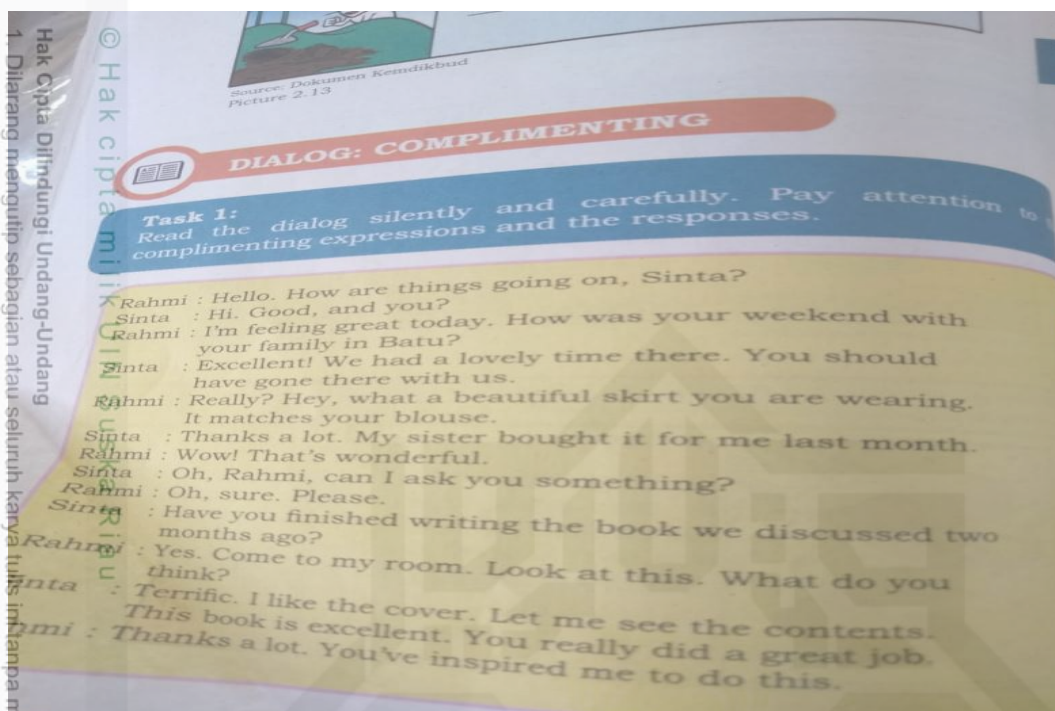 Source: Dokumen Kemdikbud
Picture 2.13
DIALOG: COMPLIMENTING
Task 1:
Read the dialog silently and carefully. Pay attention to
complimenting expressions and the responses.
Rahmi : Hello. How are things going on, Sinta?
Sinta : Hi. Good, and you?
Rahmi : I'm feeling great today. How was your weekend with
your family in Batu?
Sinta : Excellent! We had a lovely time there. You should
have gone there with us.
Rahmi : Really? Hey, what a beautiful skirt you are wearing.
It matches your blouse.
Sinta : Thanks a lot. My sister bought it for me last month.
Rahmi : Wow! That's wonderful.
Sinta : Oh, Rahmi, can I ask you something?
Rahmi : Oh, sure. Please.
Sinta : Have you finished writing the book we discussed two
months ago?
Rahmi : Yes. Come to my room. Look at this. What do you
think?
inta : Terrific. I like the cover. Let me see the contents.
This book is excellent. You really did a great job.
hmi : Thanks a lot. You've inspired me to do this.
© Hak cipta milik UIN Suska Riau
Hak Cipta Dilindungi Undang-Undang
1. Dilarang mengutip sebagian atau seluruh karya tulis ini tanpa m